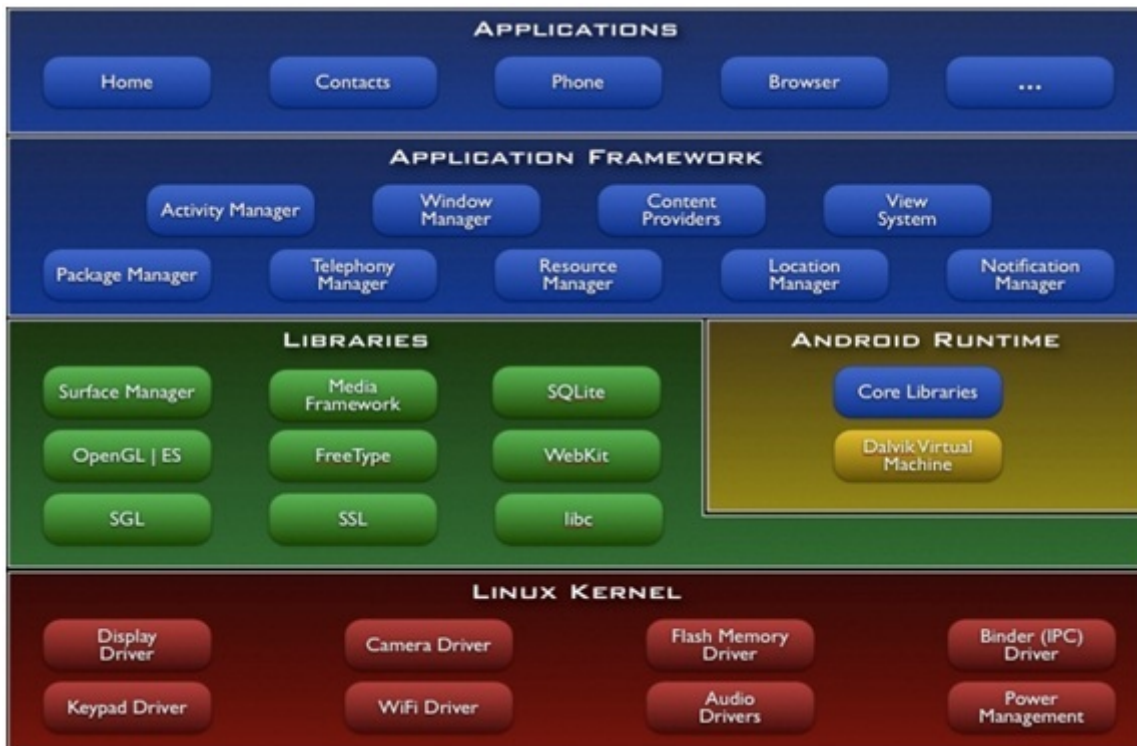 APPLICATIONS
Home
Contacts
Phone
Browser
...
APPLICATION FRAMEWORK
Activity Manager
Window
Manager
Content
Providers
View
System
Package Manager
Telephony
Manager
Resource
Manager
Location
Manager
Notification
Manager
LIBRARIES
Surface Manager
Media
Framework
SQLite
OpenGL | ES
FreeType
WebKit
SGL
SSL
libc
ANDROID RUNTIME
Core Libraries
Dalvik Virtual
Machine
LINUX KERNEL
Display
Driver
Camera Driver
Flash Memory
Driver
Binder (IPC)
Driver
Keypad Driver
WiFi Driver
Audio
Drivers
Power
Management